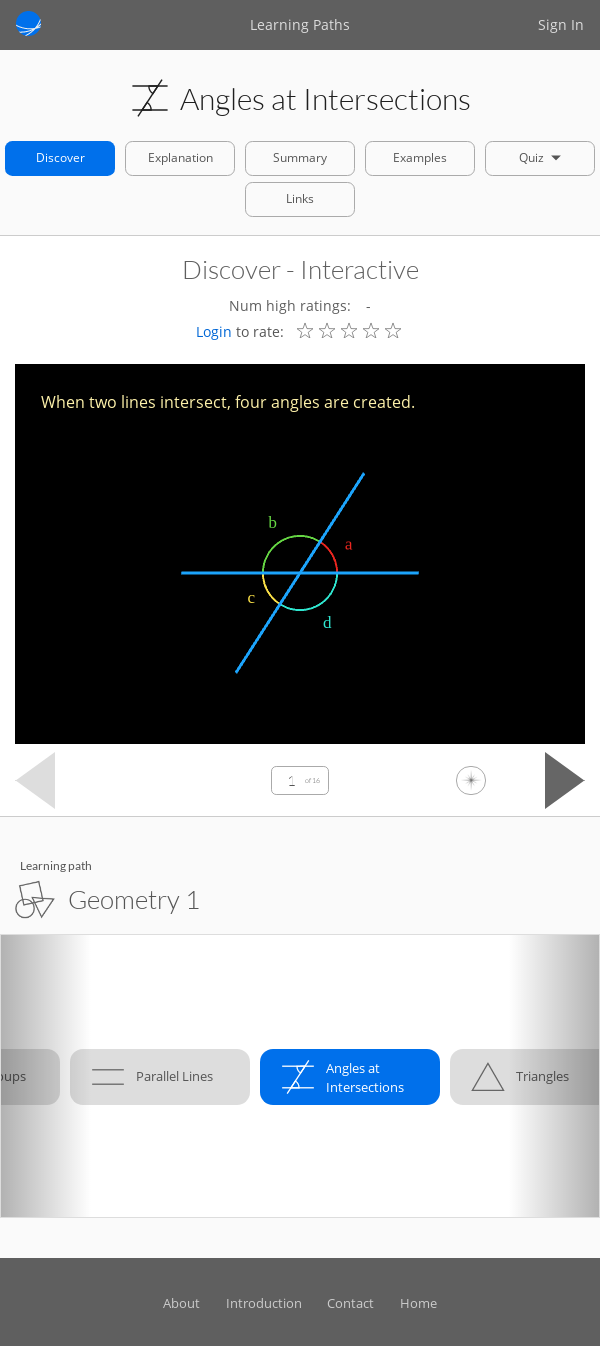 Learning Paths Sign In
Angles at Intersections
Discover Explanation Summary Examples Quiz
Links
Discover - Interactive
Num high ratings: -
Login to rate:
When two lines intersect, four angles are created.
b
a
c
d
1 of 16
Learning path
Geometry 1
oups Parallel Lines Angles at Intersections Triangles
About Introduction Contact Home